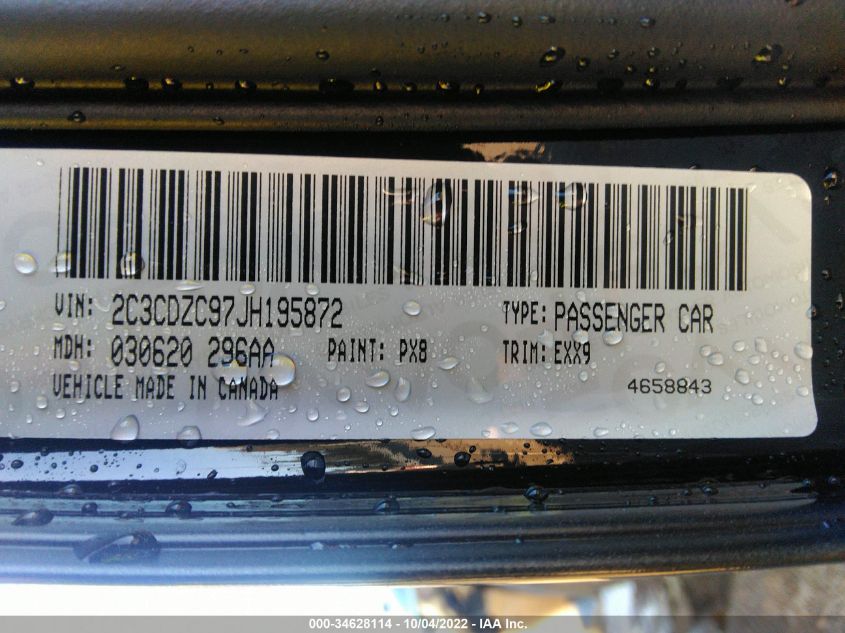 VIN: 2C3CDZC97JH195872 TYPE: PASSENGER CAR
MDH: 030620 296AA PAINT: PX8 TRIM: EXX9
VEHICLE MADE IN CANADA 4658843
000-34628114 - 10/04/2022 - IAA Inc.